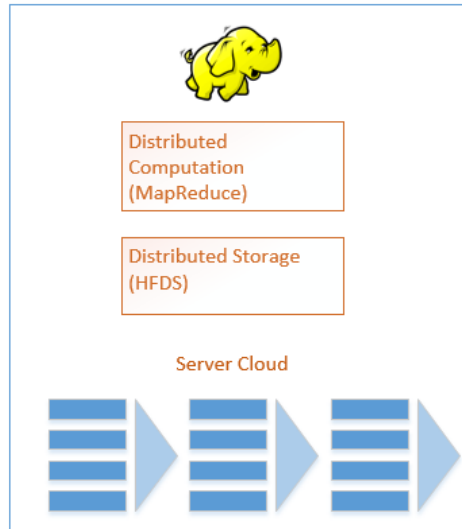 Distributed
Computation
(MapReduce)
Distributed Storage
(HFDS)
Server Cloud